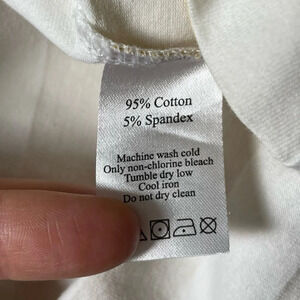 95% Cotton
5% Spandex
Machine wash cold
Only non-chlorine bleach
Tumble dry low
Cool iron
Do not dry clean